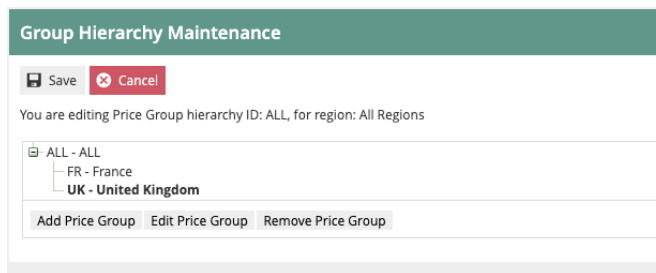 Group Hierarchy Maintenance
Save Cancel
You are editing Price Group hierarchy ID: ALL, for region: All Regions
ALL - ALL
FR - France
UK - United Kingdom
Add Price Group Edit Price Group Remove Price Group